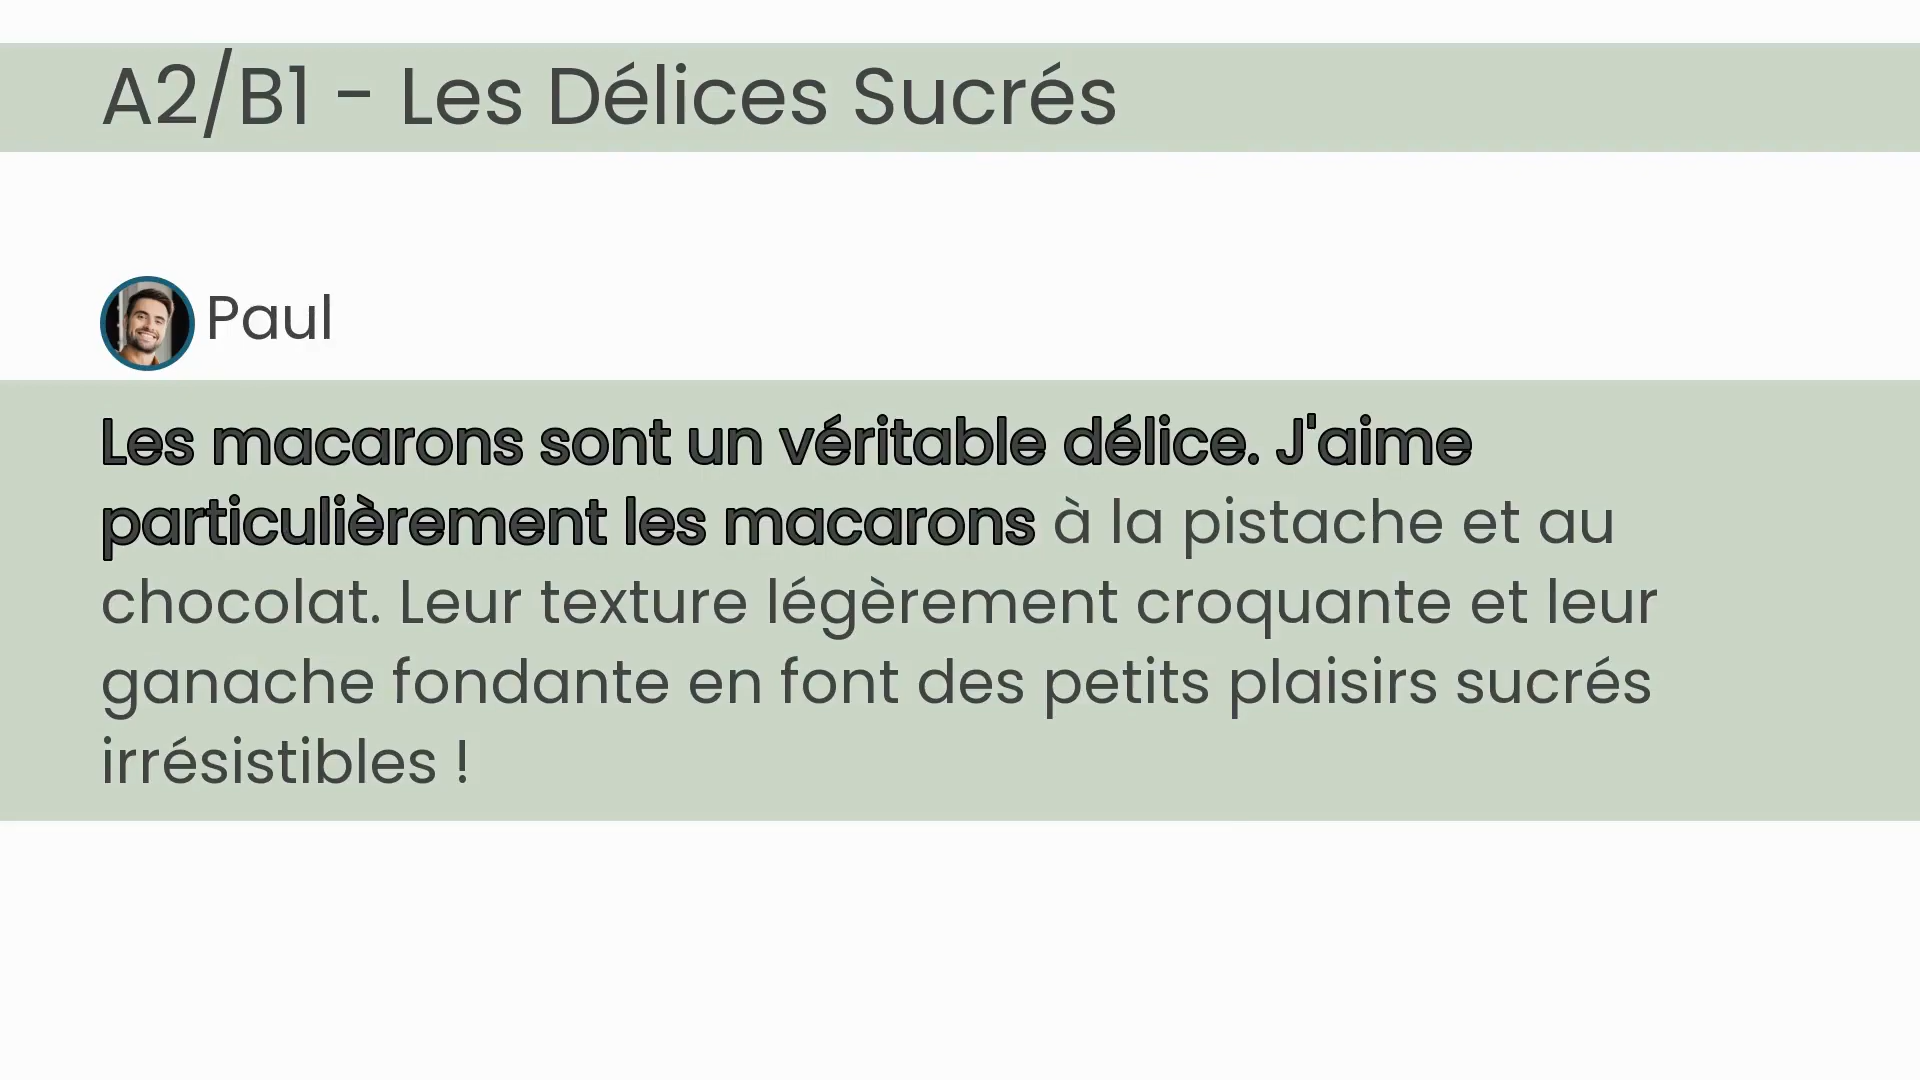 A2/B1 - Les Délices Sucrés
Paul
Les macarons sont un véritable délice. J'aime
particulièrement les macarons à la pistache et au
chocolat. Leur texture légèrement croquante et leur
ganache fondante en font des petits plaisirs sucrés
irrésistibles !